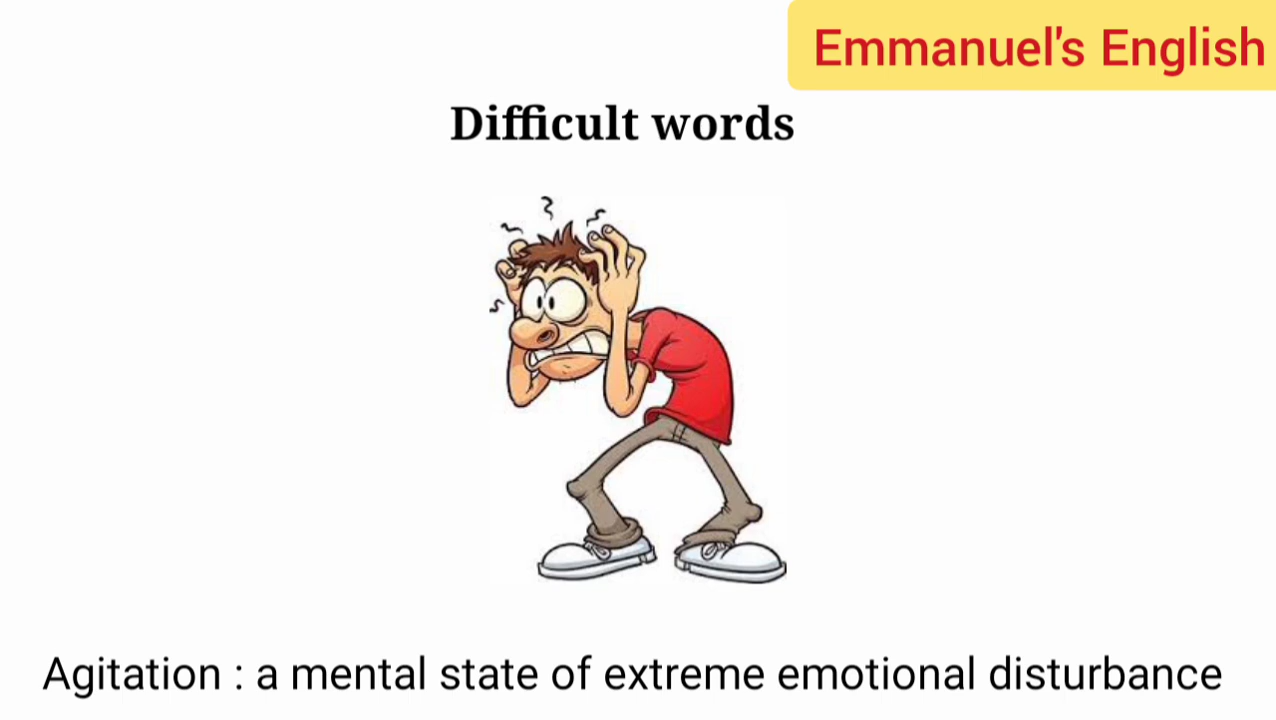 Emmanuel's English
Difficult words
Agitation : a mental state of extreme emotional disturbance